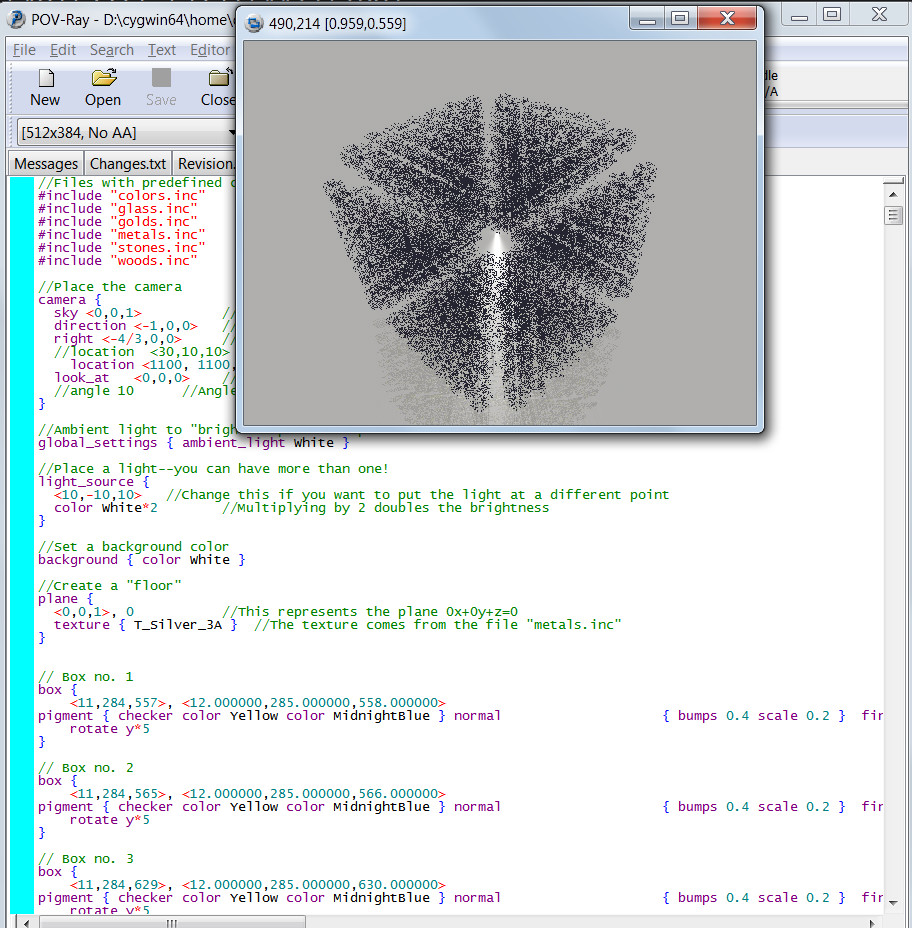 POV-Ray - D:\cygwin64\home\
490,214 [0.959,0.559]
File Edit Search Text Editor
New Open Save Close
/A
[512x384, No AA]
Messages Changes.txt Revision.
//Files with predefined
#include "colors.inc"
#include "glass.inc"
#include "golds.inc"
#include "metals.inc"
#include "stones.inc"
#include "woods.inc"
//Place the camera
camera {
sky <0,0,1> //
direction <-1,0,0> //
right <-4/3,0,0> //
//location <30,10,10>
location <1100, 1100,
look_at <0,0,0> //
//angle 10 //Angle
}
//Ambient light to "brigh
global_settings { ambient_light White }
//Place a light--you can have more than one!
light_source {
<10,-10,10> //Change this if you want to put the light at a different point
color White*2 //Multiplying by 2 doubles the brightness
}
//Set a background color
background { color White }
//Create a "floor"
plane {
<0,0,1>, 0 //This represents the plane 0x+0y+z=0
texture { T_Silver_3A } //The texture comes from the file "metals.inc"
}
// Box no. 1
box {
<11,284,557>, <12.000000,285.000000,558.000000>
pigment { checker color Yellow color MidnightBlue } normal { bumps 0.4 scale 0.2 } fin
rotate y*5
}
// Box no. 2
box {
<11,284,565>, <12.000000,285.000000,566.000000>
pigment { checker color Yellow color MidnightBlue } normal { bumps 0.4 scale 0.2 } fin
rotate y*5
}
// Box no. 3
box {
<11,284,629>, <12.000000,285.000000,630.000000>
pigment { checker color Yellow color MidnightBlue } normal { bumps 0.4 scale 0.2 } fin
rotate y*5